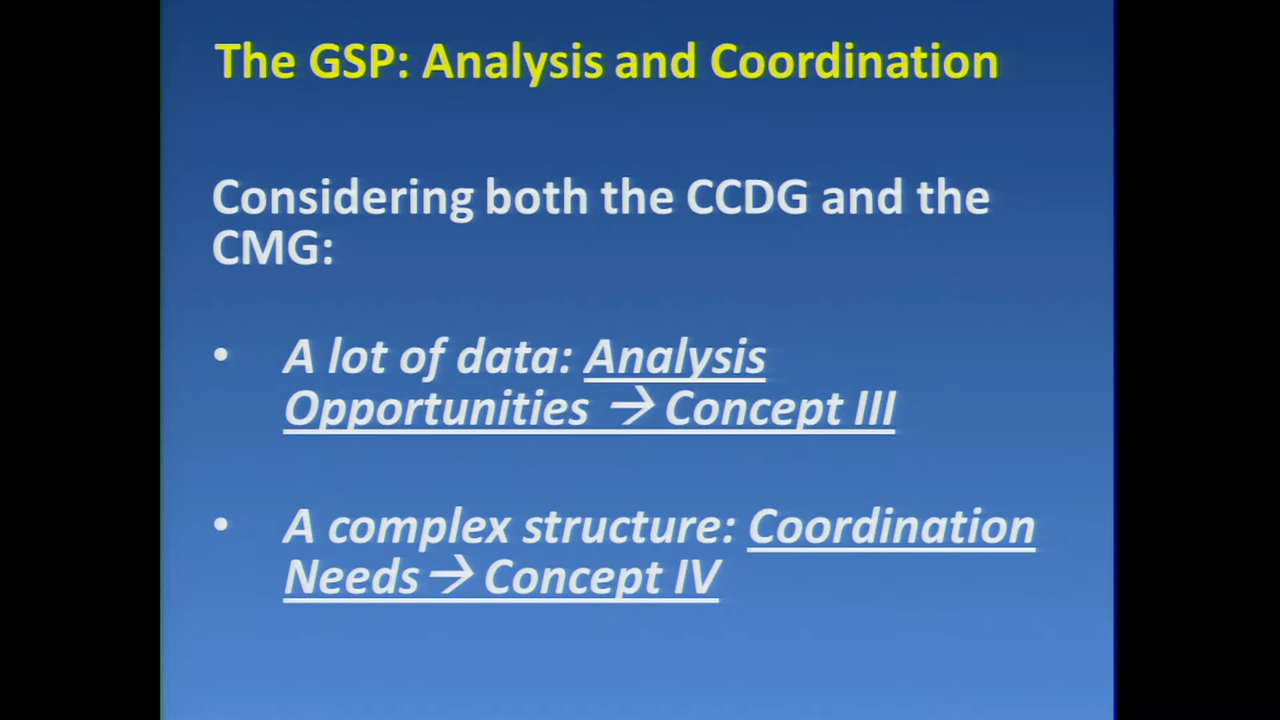 The GSP: Analysis and Coordination
Considering both the CCDG and the
CMG:
• A lot of data: Analysis
Opportunities → Concept III
• A complex structure: Coordination
Needs → Concept IV